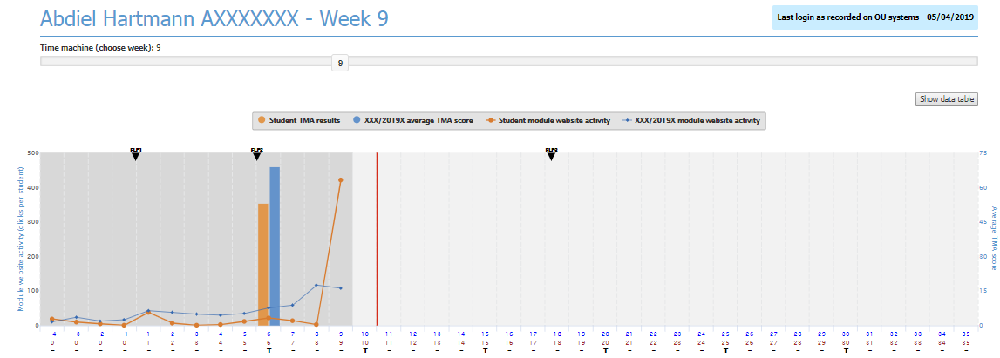 Abdiel Hartmann AXXXXXXX - Week 9
Last login as recorded on OU systems - 05/04/2019
Time machine (choose week): 9
9
Show data table
Student TMA results XXX/2019X average TMA score Student module website activity XXX/2019X module website activity
FLP1 FLP2 FLP3
500 75
400 60
300 45
200 30
100 15
0 0
Module website activity (clicks per student)
Average TMA score
-4 -3 -2 -1 1 2 3 4 5 6 7 8 9 10 11 12 13 14 15 16 17 18 19 20 21 22 23 24 25 26 27 28 29 30 31 32 33 34 35
0 0 0 0 1 2 3 4 5 6 7 8 9 10 11 12 13 14 15 16 17 18 19 20 21 22 23 24 25 26 27 28 29 30 31 32 33 34 35